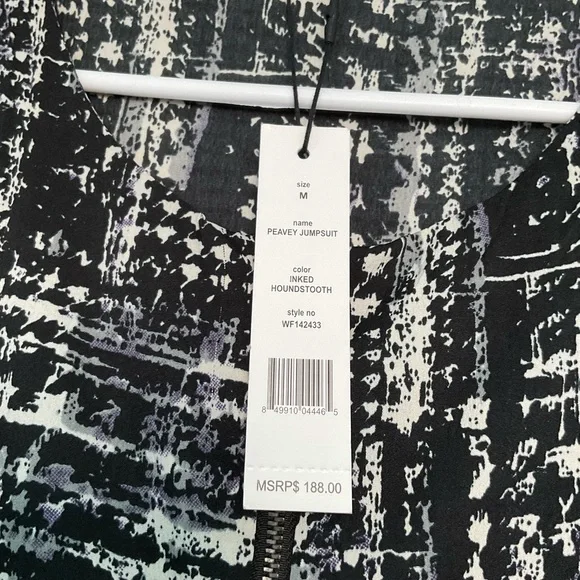 size
M
name
PEAVEY JUMPSUIT
color
INKED
HOUNDSTOOTH
style no
WF142433
8 49910 04446 5
MSRP$ 188.00